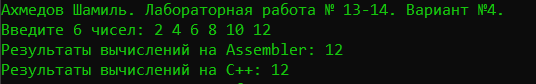 Ахмедов Шамиль. Лабораторная работа № 13-14. Вариант №4.
Введите 6 чисел: 2 4 6 8 10 12
Результаты вычислений на Assembler: 12
Результаты вычислений на C++: 12